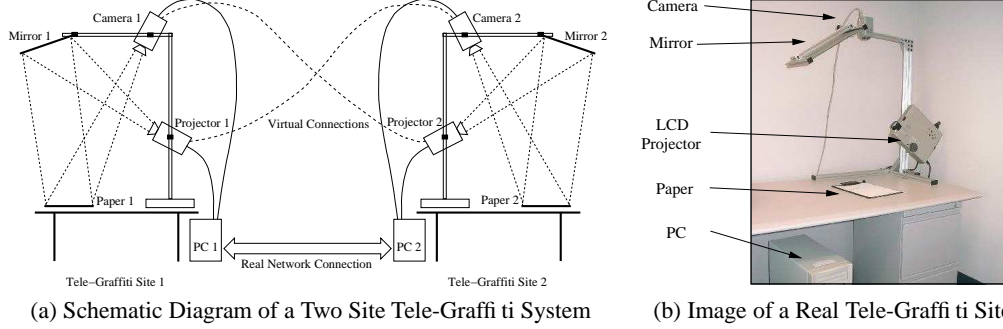 Camera 1
Camera 2
Mirror 1
Mirror 2
Projector 1
Projector 2
Virtual Connections
Paper 1
Paper 2
PC 1
PC 2
Real Network Connection
Tele-Graffiti Site 1
Tele-Graffiti Site 2
(a) Schematic Diagram of a Two Site Tele-Graffi ti System
Camera
Mirror
LCD
Projector
Paper
PC
(b) Image of a Real Tele-Graffi ti Site